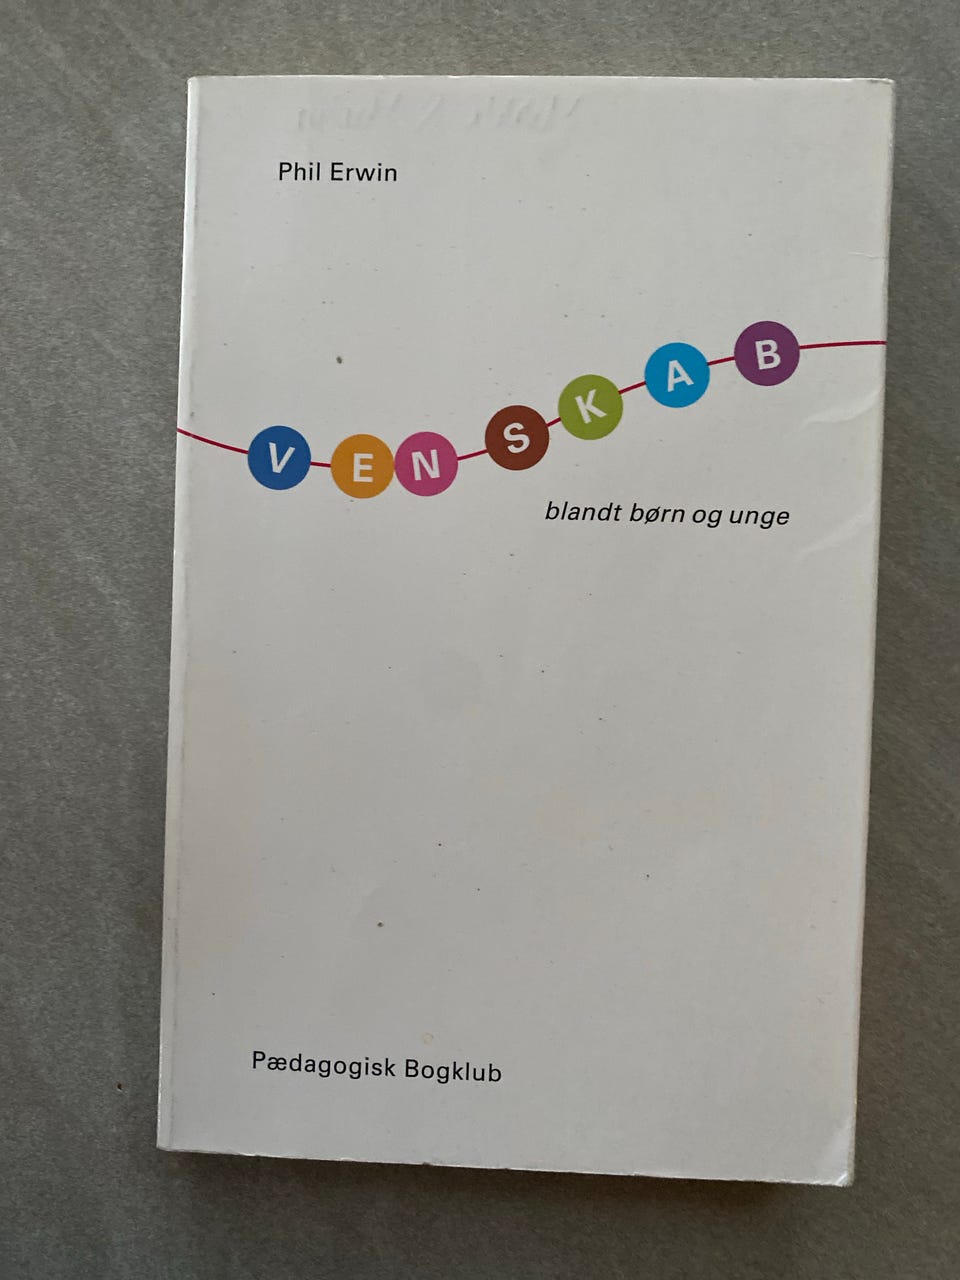 Phil Erwin
VENSKAB
blandt børn og unge
Pædagogisk Bogklub